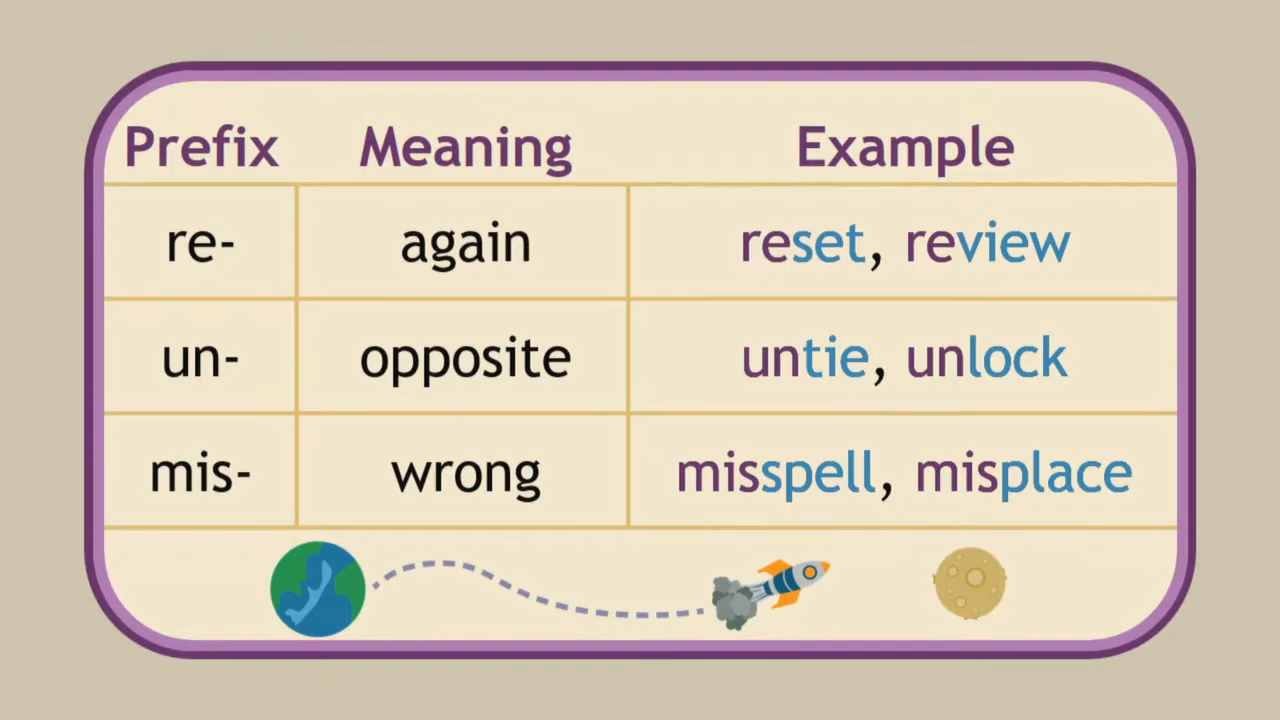 Prefix Meaning Example
re- again reset, review
un- opposite untie, unlock
mis- wrong misspell, misplace